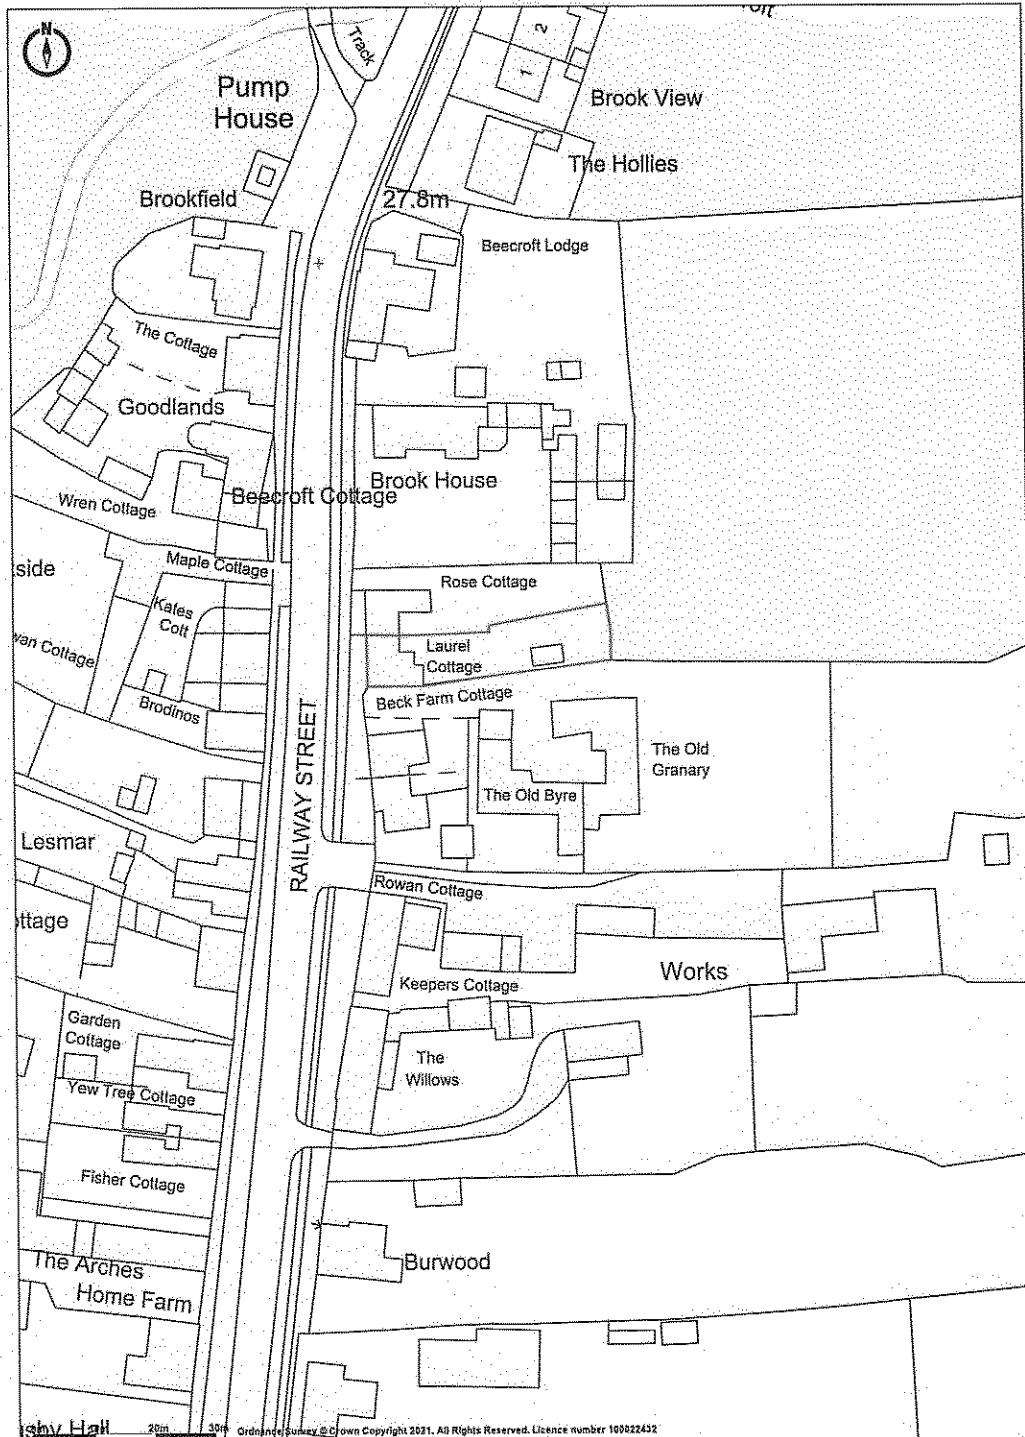 N
Track
2
1
Pump
House
Brook View
The Hollies
Brookfield
27.8m
Beecroft Lodge
The Cottage
Goodlands
Brook House
Beecroft Cottage
Wren Cottage
Maple Cottage
Rose Cottage
Kates
Cott
Laurel
Cottage
Beck Farm Cottage
Brodinos
RAILWAY STREET
The Old
Granary
The Old Byre
Lesmar
Rowan Cottage
Works
Keepers Cottage
Garden
Cottage
The
Willows
Yew Tree Cottage
Fisher Cottage
The Arches
Burwood
Home Farm
Hall
20m 30m
Ordnance Survey © Crown Copyright 2021. All Rights Reserved. Licence number 100022432